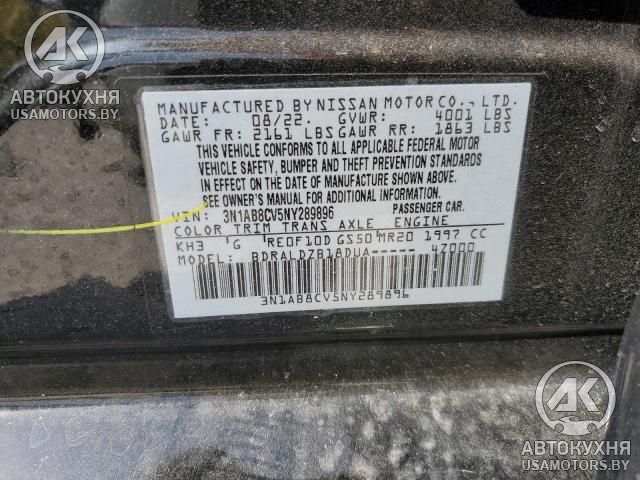 AK
АВТОКУХНЯ
USAMOTORS.BY
MANUFACTURED BY NISSAN MOTOR CO., LTD.
DATE: 08/22. GVWR: 4001 LBS
GAWR FR: 2161 LBS GAWR RR: 1863 LBS
THIS VEHICLE CONFORMS TO ALL APPLICABLE FEDERAL MOTOR
VEHICLE SAFETY, BUMPER AND THEFT PREVENTION STANDARDS
IN EFFECT ON THE DATE OF MANUFACTURE SHOWN ABOVE.
SEE OWNER'S MANUAL FOR ADDITIONAL INFORMATION.
VIN: 3N1AB8CV5NY289896 PASSENGER CAR.
COLOR TRIM TRANS AXLE ENGINE
KH3 G RE0F10D GS50 MR20 1997 CC
MODEL: BDRALDZB18DUA----- 47000
3N1AB8CV5NY289896
AK
АВТОКУХНЯ
USAMOTORS.BY